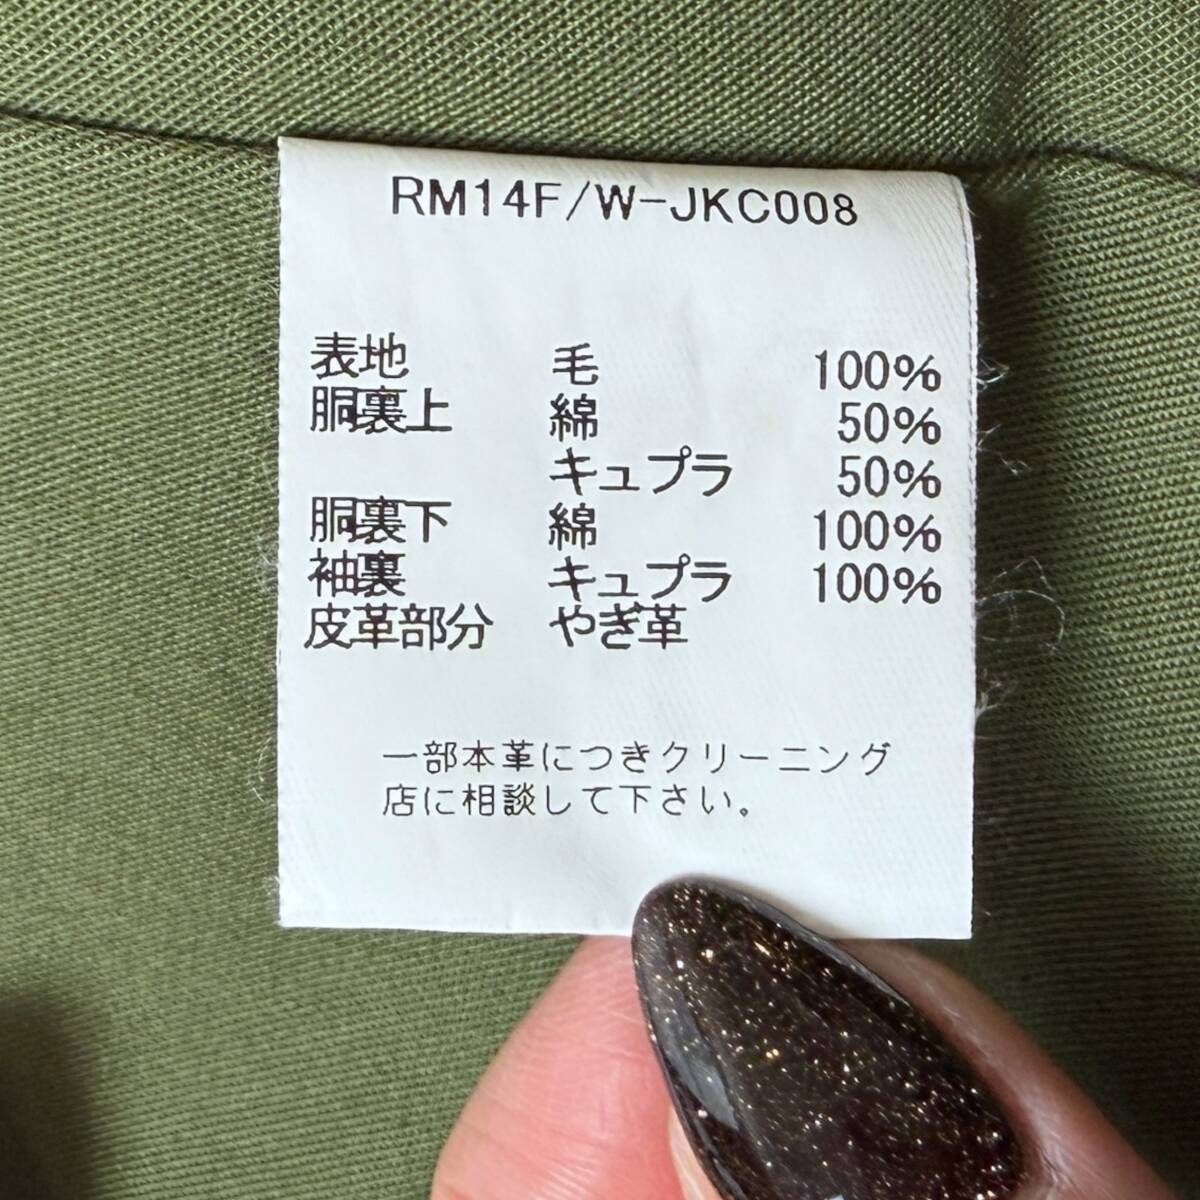 RM14F/W-JKC008
表地 毛 100%
胴裏上 綿 50%
キュプラ 50%
胴裏下 綿 100%
袖裏 キュプラ 100%
皮革部分 やぎ革
一部本革につきクリーニング
店に相談して下さい。